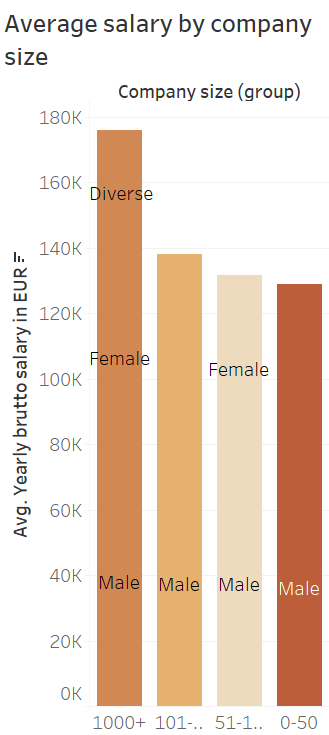 Average salary by company
size
Company size (group)
Avg. Yearly brutto salary in EUR
180K
160K
140K
120K
100K
80K
60K
40K
20K
0K
Diverse
Female
Female
Male
Male
Male
Male
1000+ 101-.. 51-1.. 0-50